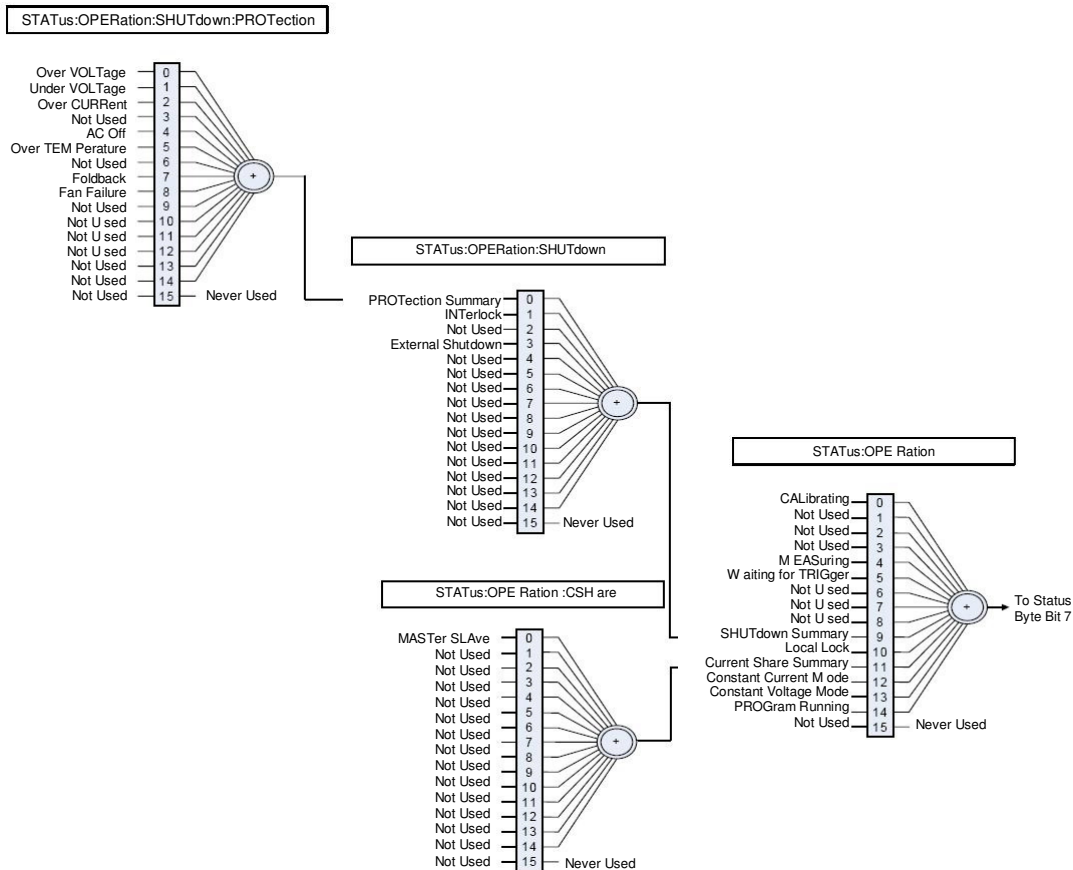 STATus:OPERation:SHUTdown:PROTection
Over VOLTage 0
Under VOLTage 1
Over CURRent 2
Not Used 3
AC Off 4
Over TEM Perature 5
Not Used 6
Foldback 7
Fan Failure 8
Not Used 9
Not U sed 10
Not U sed 11
Not U sed 12
Not Used 13
Not Used 14
Not Used 15 Never Used
+
STATus:OPERation:SHUTdown
PROTection Summary 0
INTerlock 1
Not Used 2
External Shutdown 3
Not Used 4
Not Used 5
Not Used 6
Not Used 7
Not Used 8
Not Used 9
Not Used 10
Not Used 11
Not Used 12
Not Used 13
Not Used 14
Not Used 15 Never Used
+
STATus:OPE Ration :CSH are
MASTer SLAve 0
Not Used 1
Not Used 2
Not Used 3
Not Used 4
Not Used 5
Not Used 6
Not Used 7
Not Used 8
Not Used 9
Not Used 10
Not Used 11
Not Used 12
Not Used 13
Not Used 14
Not Used 15 Never Used
+
STATus:OPE Ration
CALibrating 0
Not Used 1
Not Used 2
Not Used 3
M EASuring 4
W aiting for TRIGger 5
Not U sed 6
Not U sed 7
Not U sed 8
SHUTdown Summary 9
Local Lock 10
Current Share Summary 11
Constant Current M ode 12
Constant Voltage Mode 13
PROGram Running 14
Not Used 15 Never Used
+
To Status
Byte Bit 7